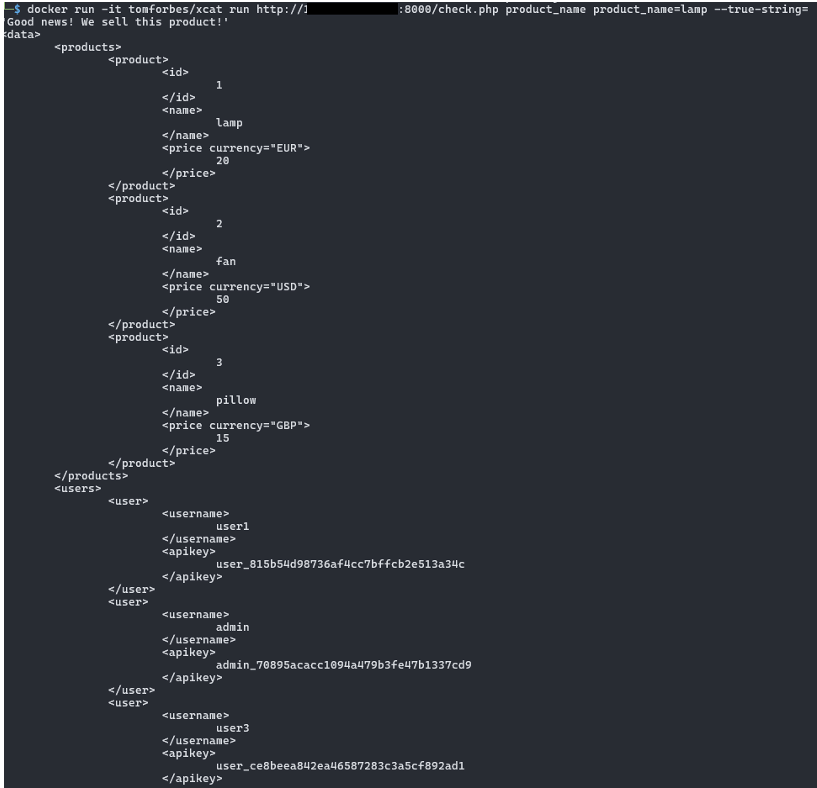 ─$ docker run -it tomforbes/xcat run http://1:8000/check.php product_name product_name=lamp --true-string=
'Good news! We sell this product!'
<data>
<products>
<product>
<id>
1
</id>
<name>
lamp
</name>
<price currency="EUR">
20
</price>
</product>
<product>
<id>
2
</id>
<name>
fan
</name>
<price currency="USD">
50
</price>
</product>
<product>
<id>
3
</id>
<name>
pillow
</name>
<price currency="GBP">
15
</price>
</product>
</products>
<users>
<user>
<username>
user1
</username>
<apikey>
user_815b54d98736af4cc7bffcb2e513a34c
</apikey>
</user>
<user>
<username>
admin
</username>
<apikey>
admin_70895acacc1094a479b3fe47b1337cd9
</apikey>
</user>
<user>
<username>
user3
</username>
<apikey>
user_ce8beea842ea46587283c3a5cf892ad1
</apikey>